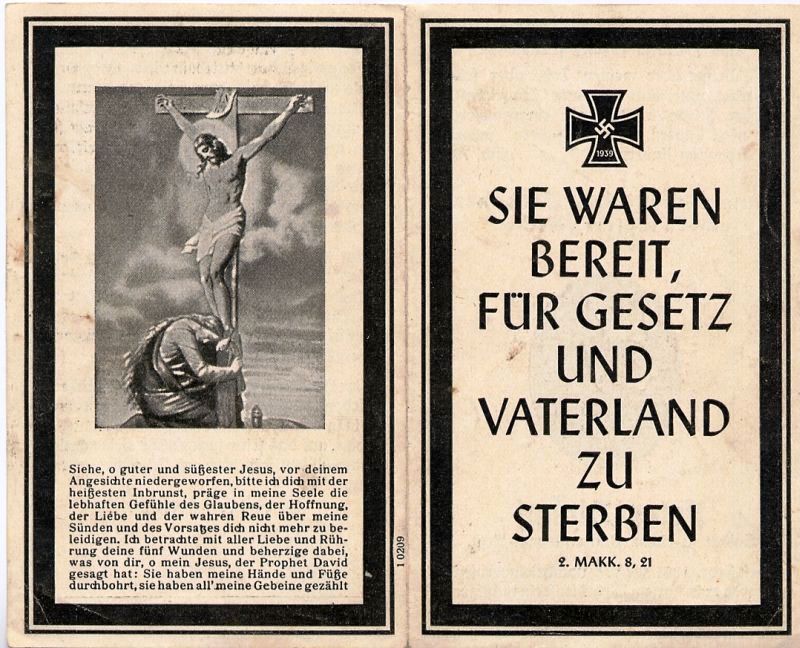 Siehe, o guter und süßester Jesus, vor deinem
Angesichte niedergeworfen, bitte ich dich mit der
heißesten Inbrunst, präge in meine Seele die
lebhaften Gefühle des Glaubens, der Hoffnung,
der Liebe und der wahren Reue über meine
Sünden und des Vorsatzes dich nicht mehr zu be-
leidigen. Ich betrachte mit aller Liebe und Rüh-
rung deine fünf Wunden und beherzige dabei,
was von dir, o mein Jesus, der Prophet David
gesagt hat: Sie haben meine Hände und Füße
durchbohrt, sie haben all' meine Gebeine gezählt
1 0209
1939
SIE WAREN
BEREIT,
FÜR GESETZ
UND
VATERLAND
ZU
STERBEN
2. MAKK. 8, 21